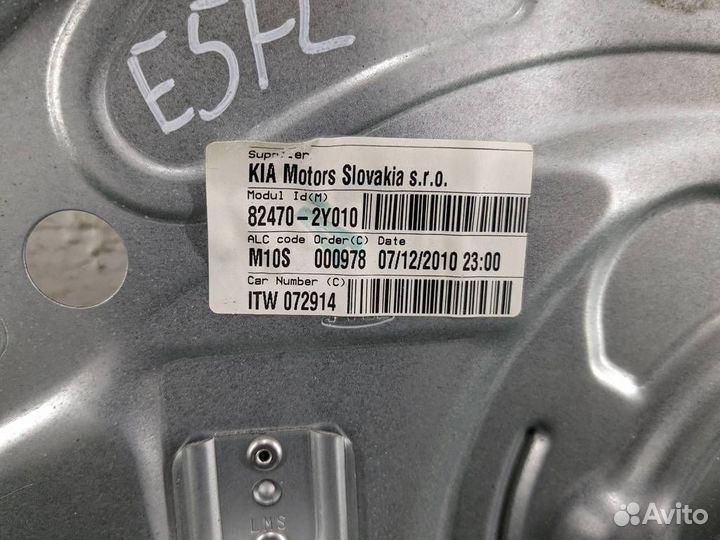 E5FL
Supplier
KIA Motors Slovakia s.r.o.
Modul Id(M)
82470-2Y010
ALC code Order(C) Date
M10S 000978 07/12/2010 23:00
Car Number (C)
ITW 072914
LMS
Avito